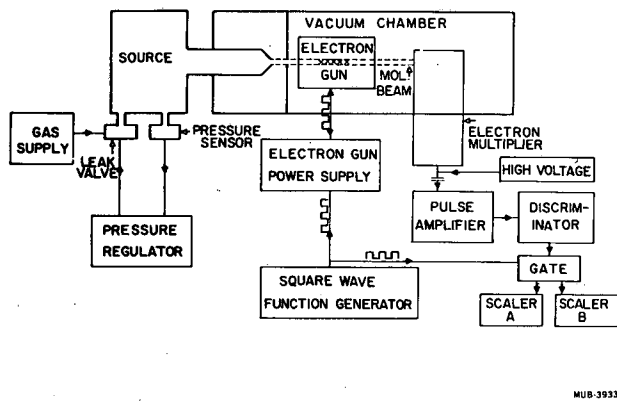 VACUUM CHAMBER
ELECTRON
GUN
SOURCE
MOL.
BEAM
GAS
SUPPLY
LEAK
VALVE
PRESSURE
SENSOR
ELECTRON
MULTIPLIER
ELECTRON GUN
POWER SUPPLY
HIGH VOLTAGE
PRESSURE
REGULATOR
PULSE
AMPLIFIER
DISCRIM-
INATOR
SQUARE WAVE
FUNCTION GENERATOR
GATE
SCALER
A
SCALER
B
MUB-3933